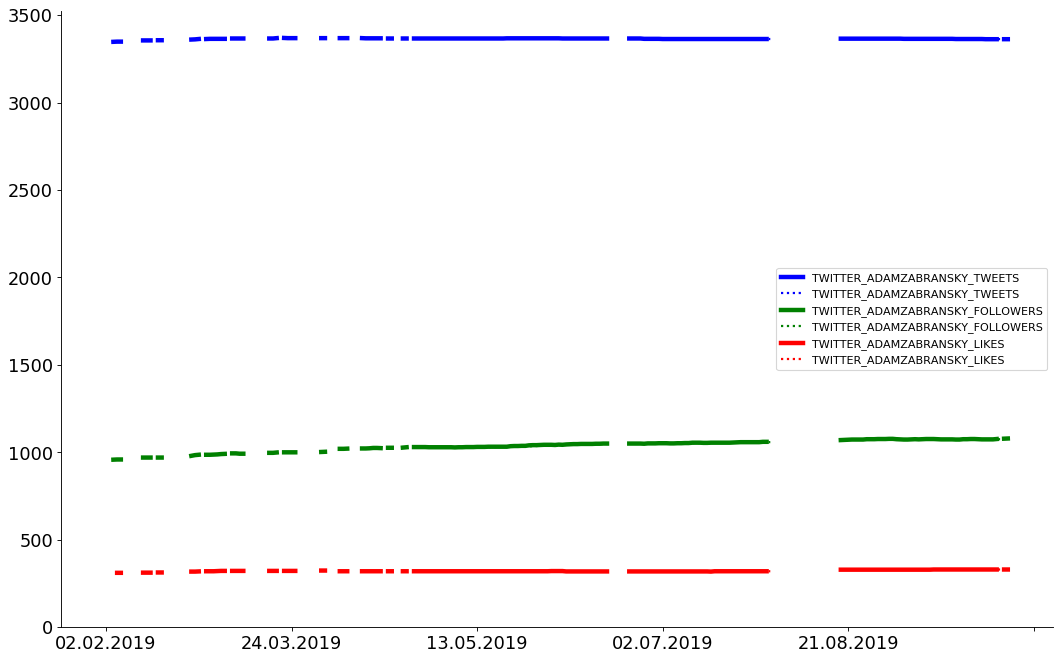 3500
3000
2500
2000
1500
1000
500
0
02.02.2019 24.03.2019 13.05.2019 02.07.2019 21.08.2019
TWITTER_ADAMZABRANSKY_TWEETS
TWITTER_ADAMZABRANSKY_TWEETS
TWITTER_ADAMZABRANSKY_FOLLOWERS
TWITTER_ADAMZABRANSKY_FOLLOWERS
TWITTER_ADAMZABRANSKY_LIKES
TWITTER_ADAMZABRANSKY_LIKES